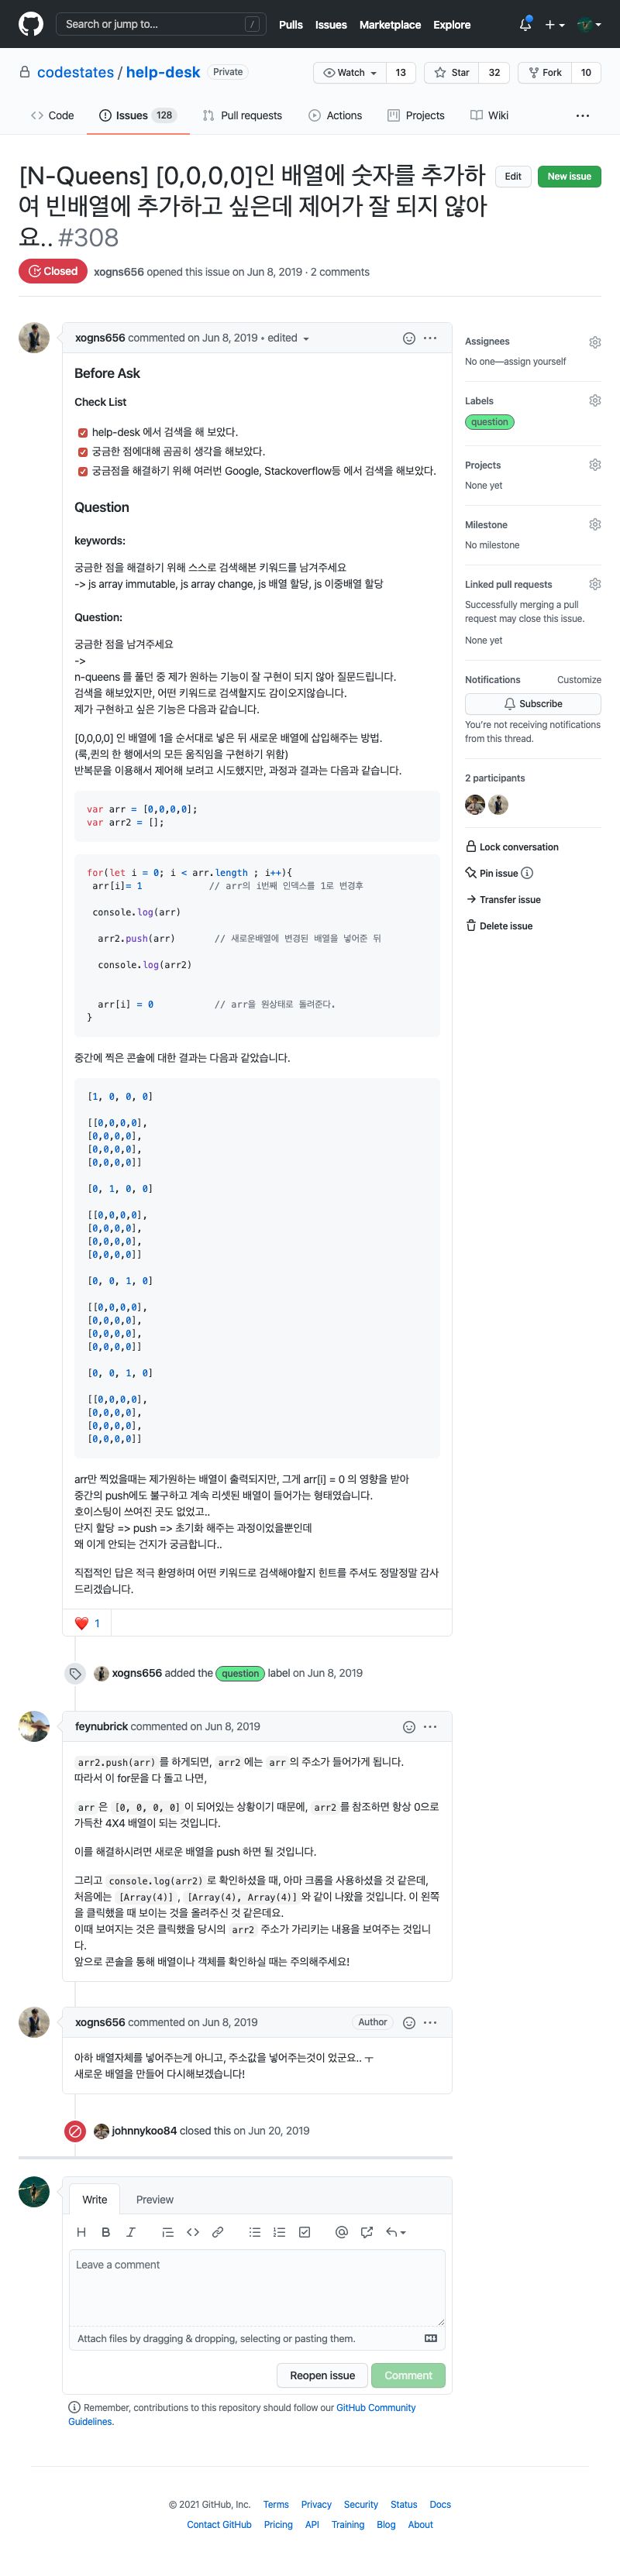 Search or jump to... /
Pulls Issues Marketplace Explore
codestates / help-desk Private
Watch 13 Star 32 Fork 10
Code Issues 128 Pull requests Actions Projects Wiki
[N-Queens] [0,0,0,0]인 배열에 숫자를 추가하
여 빈배열에 추가하고 싶은데 제어가 잘 되지 않아
요.. #308
Edit New issue
Closed xogns656 opened this issue on Jun 8, 2019 · 2 comments
xogns656 commented on Jun 8, 2019 • edited
Before Ask
Check List
help-desk 에서 검색을 해 보았다.
궁금한 점에대해 곰곰히 생각을 해보았다.
궁금점을 해결하기 위해 여러번 Google, Stackoverflow등 에서 검색을 해보았다.
Question
keywords:
궁금한 점을 해결하기 위해 스스로 검색해본 키워드를 남겨주세요
-> js array immutable, js array change, js 배열 할당, js 이중배열 할당
Question:
궁금한 점을 남겨주세요
->
n-queens 를 풀던 중 제가 원하는 기능이 잘 구현이 되지 않아 질문드립니다.
검색을 해보았지만, 어떤 키워드로 검색할지도 감이오지않습니다.
제가 구현하고 싶은 기능은 다음과 같습니다.
[0,0,0,0] 인 배열에 1을 순서대로 넣은 뒤 새로운 배열에 삽입해주는 방법.
(룩,퀸의 한 행에서의 모든 움직임을 구현하기 위함)
반복문을 이용해서 제어해 보려고 시도했지만, 과정과 결과는 다음과 같습니다.
var arr = [0,0,0,0];
var arr2 = [];
for(let i = 0; i < arr.length ; i++){
arr[i]= 1 // arr의 i번째 인덱스를 1로 변경후
console.log(arr)
arr2.push(arr) // 새로운배열에 변경된 배열을 넣어준 뒤
console.log(arr2)
arr[i] = 0 // arr을 원상태로 돌려준다.
}
중간에 찍은 콘솔에 대한 결과는 다음과 같았습니다.
[1, 0, 0, 0]
[[0,0,0,0],
[0,0,0,0],
[0,0,0,0],
[0,0,0,0]]
[0, 1, 0, 0]
[[0,0,0,0],
[0,0,0,0],
[0,0,0,0],
[0,0,0,0]]
[0, 0, 1, 0]
[[0,0,0,0],
[0,0,0,0],
[0,0,0,0],
[0,0,0,0]]
[0, 0, 1, 0]
[[0,0,0,0],
[0,0,0,0],
[0,0,0,0],
[0,0,0,0]]
arr만 찍었을때는 제가원하는 배열이 출력되지만, 그게 arr[i] = 0 의 영향을 받아
중간의 push에도 불구하고 계속 리셋된 배열이 들어가는 형태였습니다.
호이스팅이 쓰여진 곳도 없었고..
단지 할당 => push => 초기화 해주는 과정이었을뿐인데
왜 이게 안되는 건지가 궁금합니다..
직접적인 답은 적극 환영하며 어떤 키워드로 검색해야할지 힌트를 주셔도 정말정말 감사
드리겠습니다.
❤️ 1
Assignees
No one—assign yourself
Labels
question
Projects
None yet
Milestone
No milestone
Linked pull requests
Successfully merging a pull
request may close this issue.
None yet
Notifications Customize
Subscribe
You're not receiving notifications
from this thread.
2 participants
Lock conversation
Pin issue
Transfer issue
Delete issue
xogns656 added the question label on Jun 8, 2019
feynubrick commented on Jun 8, 2019
arr2.push(arr) 를 하게되면, arr2 에는 arr 의 주소가 들어가게 됩니다.
따라서 이 for문을 다 돌고 나면,
arr 은 [0, 0, 0, 0] 이 되어있는 상황이기 때문에, arr2 를 참조하면 항상 0으로
가득찬 4X4 배열이 되는 것입니다.
이를 해결하시려면 새로운 배열을 push 하면 될 것입니다.
그리고 console.log(arr2) 로 확인하셨을 때, 아마 크롬을 사용하셨을 것 같은데,
처음에는 [Array(4)] , [Array(4), Array(4)] 와 같이 나왔을 것입니다. 이 왼쪽
을 클릭했을 때 보이는 것을 올려주신 것 같은데요.
이때 보여지는 것은 클릭했을 당시의 arr2 주소가 가리키는 내용을 보여주는 것입니
다.
앞으로 콘솔을 통해 배열이나 객체를 확인하실 때는 주의해주세요!
xogns656 commented on Jun 8, 2019 Author
아하 배열자체를 넣어주는게 아니고, 주소값을 넣어주는것이 있군요.. ㅜ
새로운 배열을 만들어 다시해보겠습니다!
johnnykoo84 closed this on Jun 20, 2019
Write Preview
Leave a comment
Attach files by dragging & dropping, selecting or pasting them.
Reopen issue Comment
Remember, contributions to this repository should follow our GitHub Community
Guidelines.
© 2021 GitHub, Inc. Terms Privacy Security Status Docs
Contact GitHub Pricing API Training Blog About